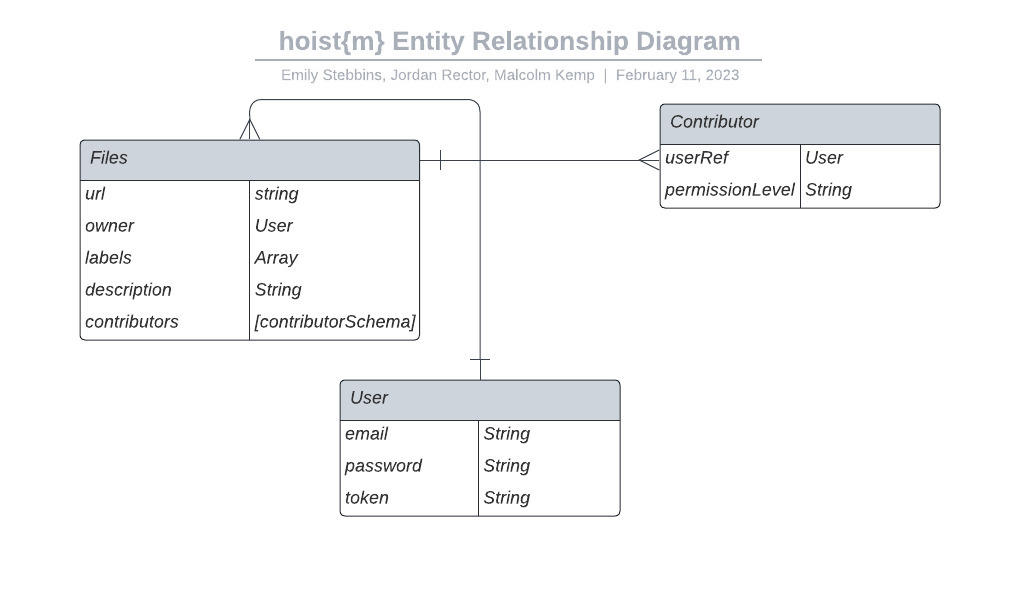 hoist{m} Entity Relationship Diagram
Emily Stebbins, Jordan Rector, Malcolm Kemp | February 11, 2023
Files
url string
owner User
labels Array
description String
contributors [contributorSchema]
Contributor
userRef User
permissionLevel String
User
email String
password String
token String